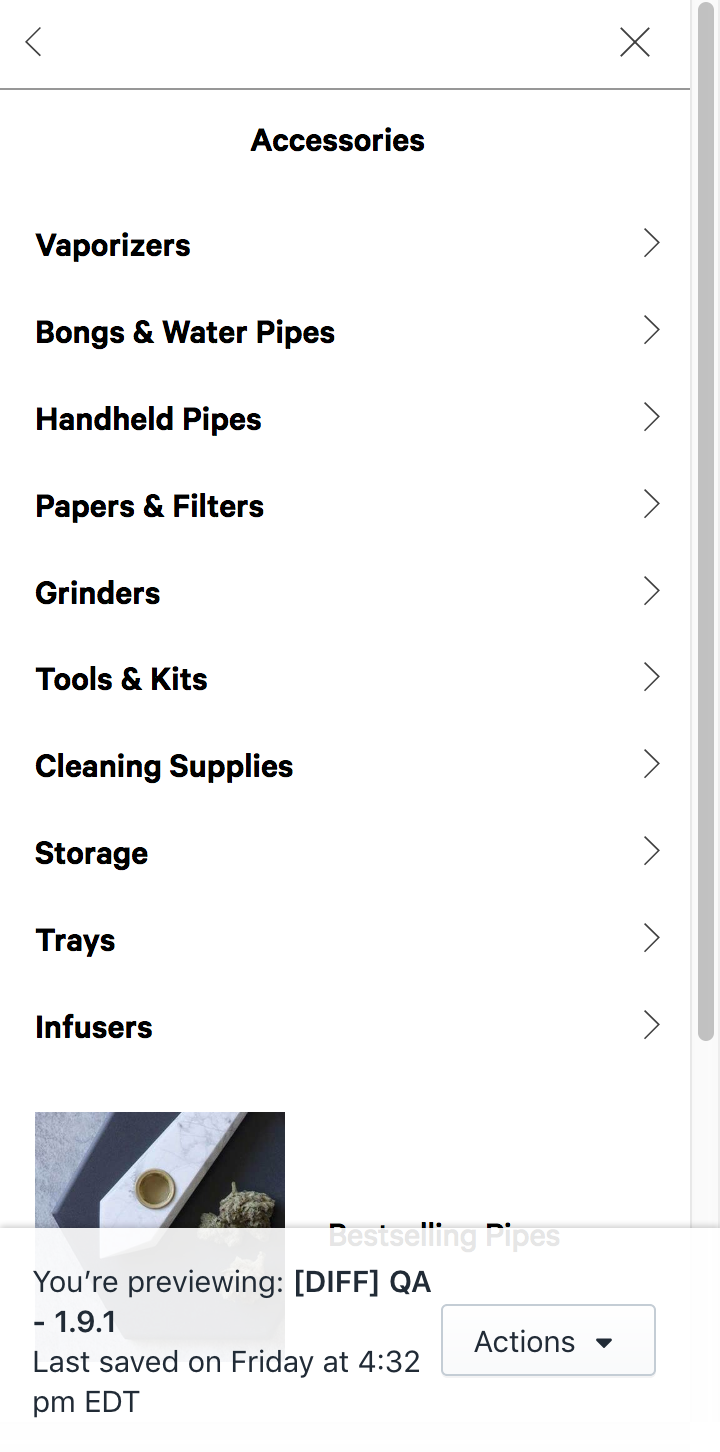 Accessories
Vaporizers
Bongs & Water Pipes
Handheld Pipes
Papers & Filters
Grinders
Tools & Kits
Cleaning Supplies
Storage
Trays
Infusers
Bestselling Pipes
You’re previewing: [DIFF] QA
- 1.9.1
Last saved on Friday at 4:32
pm EDT
Actions